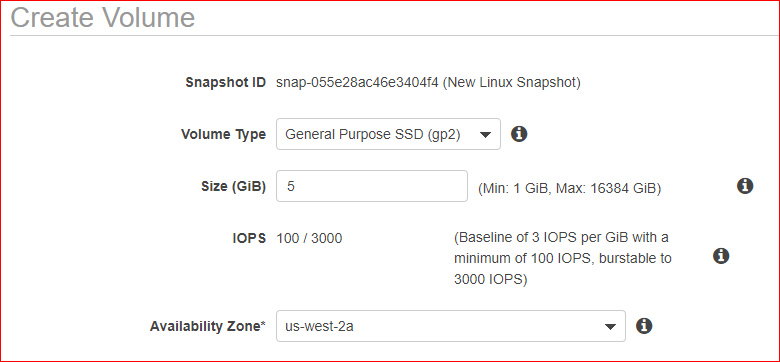 Create Volume
Snapshot ID snap-055e28ac46e3404f4 (New Linux Snapshot)
Volume Type General Purpose SSD (gp2)
Size (GiB) 5 (Min: 1 GiB, Max: 16384 GiB)
IOPS 100 / 3000 (Baseline of 3 IOPS per GiB with a
minimum of 100 IOPS, burstable to
3000 IOPS)
Availability Zone* us-west-2a